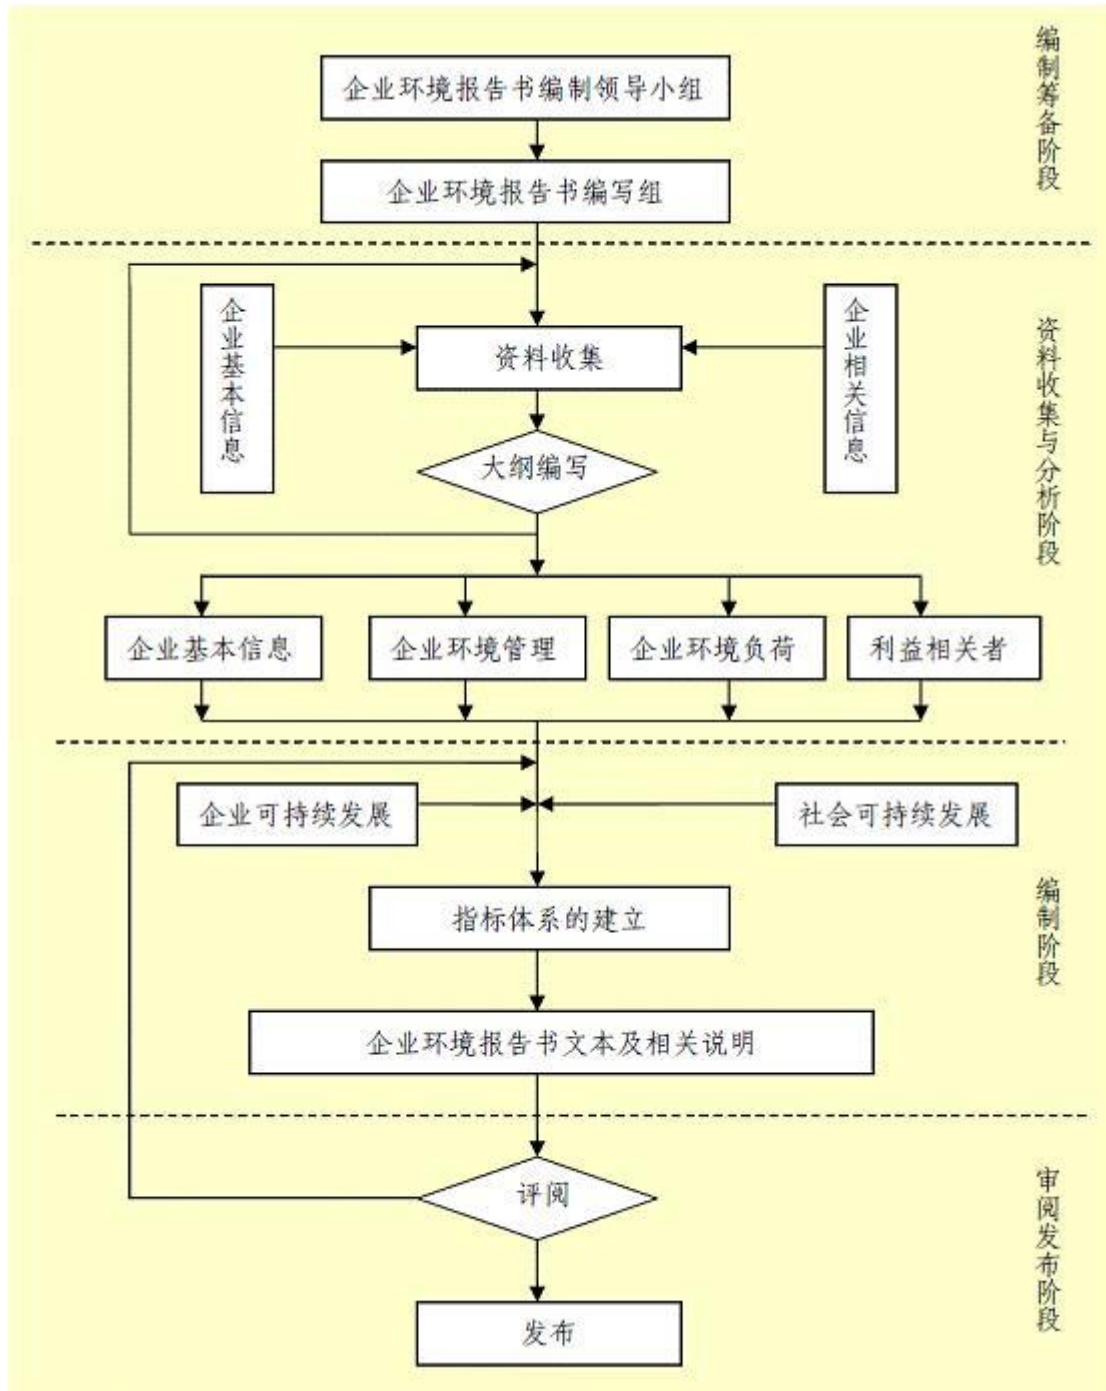 编制筹备阶段
企业环境报告书编制领导小组
企业环境报告书编写组
资料收集与分析阶段
企业基本信息
资料收集
企业相关信息
大纲编写
企业基本信息
企业环境管理
企业环境负荷
利益相关者
编制阶段
企业可持续发展
社会可持续发展
指标体系的建立
企业环境报告书文本及相关说明
审阅发布阶段
评阅
发布